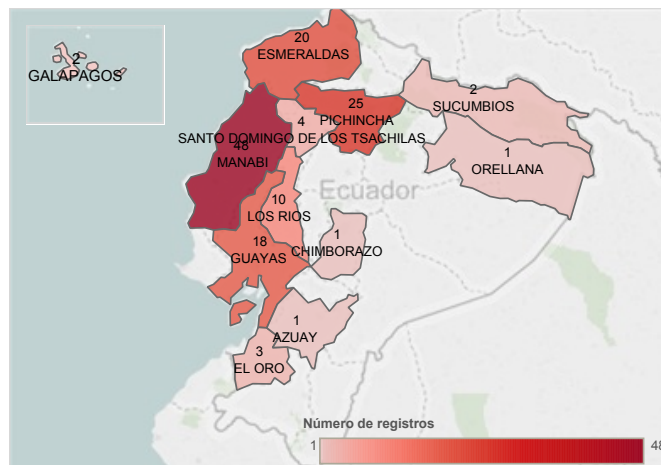 2
GALAPAGOS
20
ESMERALDAS
2
SUCUMBIOS
25
PICHINCHA
4
SANTO DOMINGO DE LOS TSACHILAS
48
MANABI
1
ORELLANA
Ecuador
10
LOS RIOS
18
GUAYAS
1
CHIMBORAZO
1
AZUAY
3
EL ORO
Número de registros
1 48